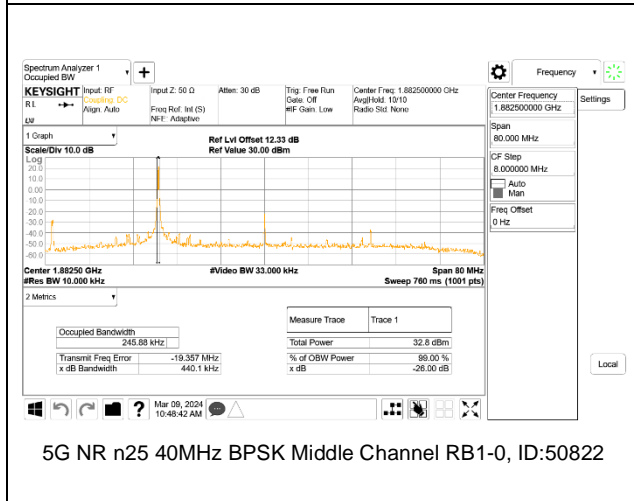 Spectrum Analyzer 1
Occupied BW
+
Frequency
KEYSIGHT
Input: RF
Coupling: DC
Align: Auto
Input Z: 50 Ω
Freq Ref: Int (S)
NFE: Adaptive
Atten: 30 dB
Trig: Free Run
Gate: Off
#IF Gain: Low
Center Freq: 1.882500000 GHz
Avg|Hold: 10/10
Radio Std: None
Center Frequency
1.882500000 GHz
Settings
Span
80.000 MHz
CF Step
8.000000 MHz
Auto
Man
Freq Offset
0 Hz
1 Graph
Scale/Div 10.0 dB
Ref Lvl Offset 12.33 dB
Ref Value 30.00 dBm
Log
20.0
10.0
0.00
-10.0
-20.0
-30.0
-40.0
-50.0
-60.0
Center 1.88250 GHz
#Video BW 33.000 kHz
Span 80 MHz
#Res BW 10.000 kHz
Sweep 760 ms (1001 pts)
2 Metrics
Measure Trace
Trace 1
Occupied Bandwidth
245.88 kHz
Total Power
32.8 dBm
Transmit Freq Error
-19.357 MHz
% of OBW Power
99.00 %
x dB Bandwidth
440.1 kHz
x dB
-26.00 dB
Local
?
Mar 09, 2024
10:48:42 AM
5G NR n25 40MHz BPSK Middle Channel RB1-0, ID:50822